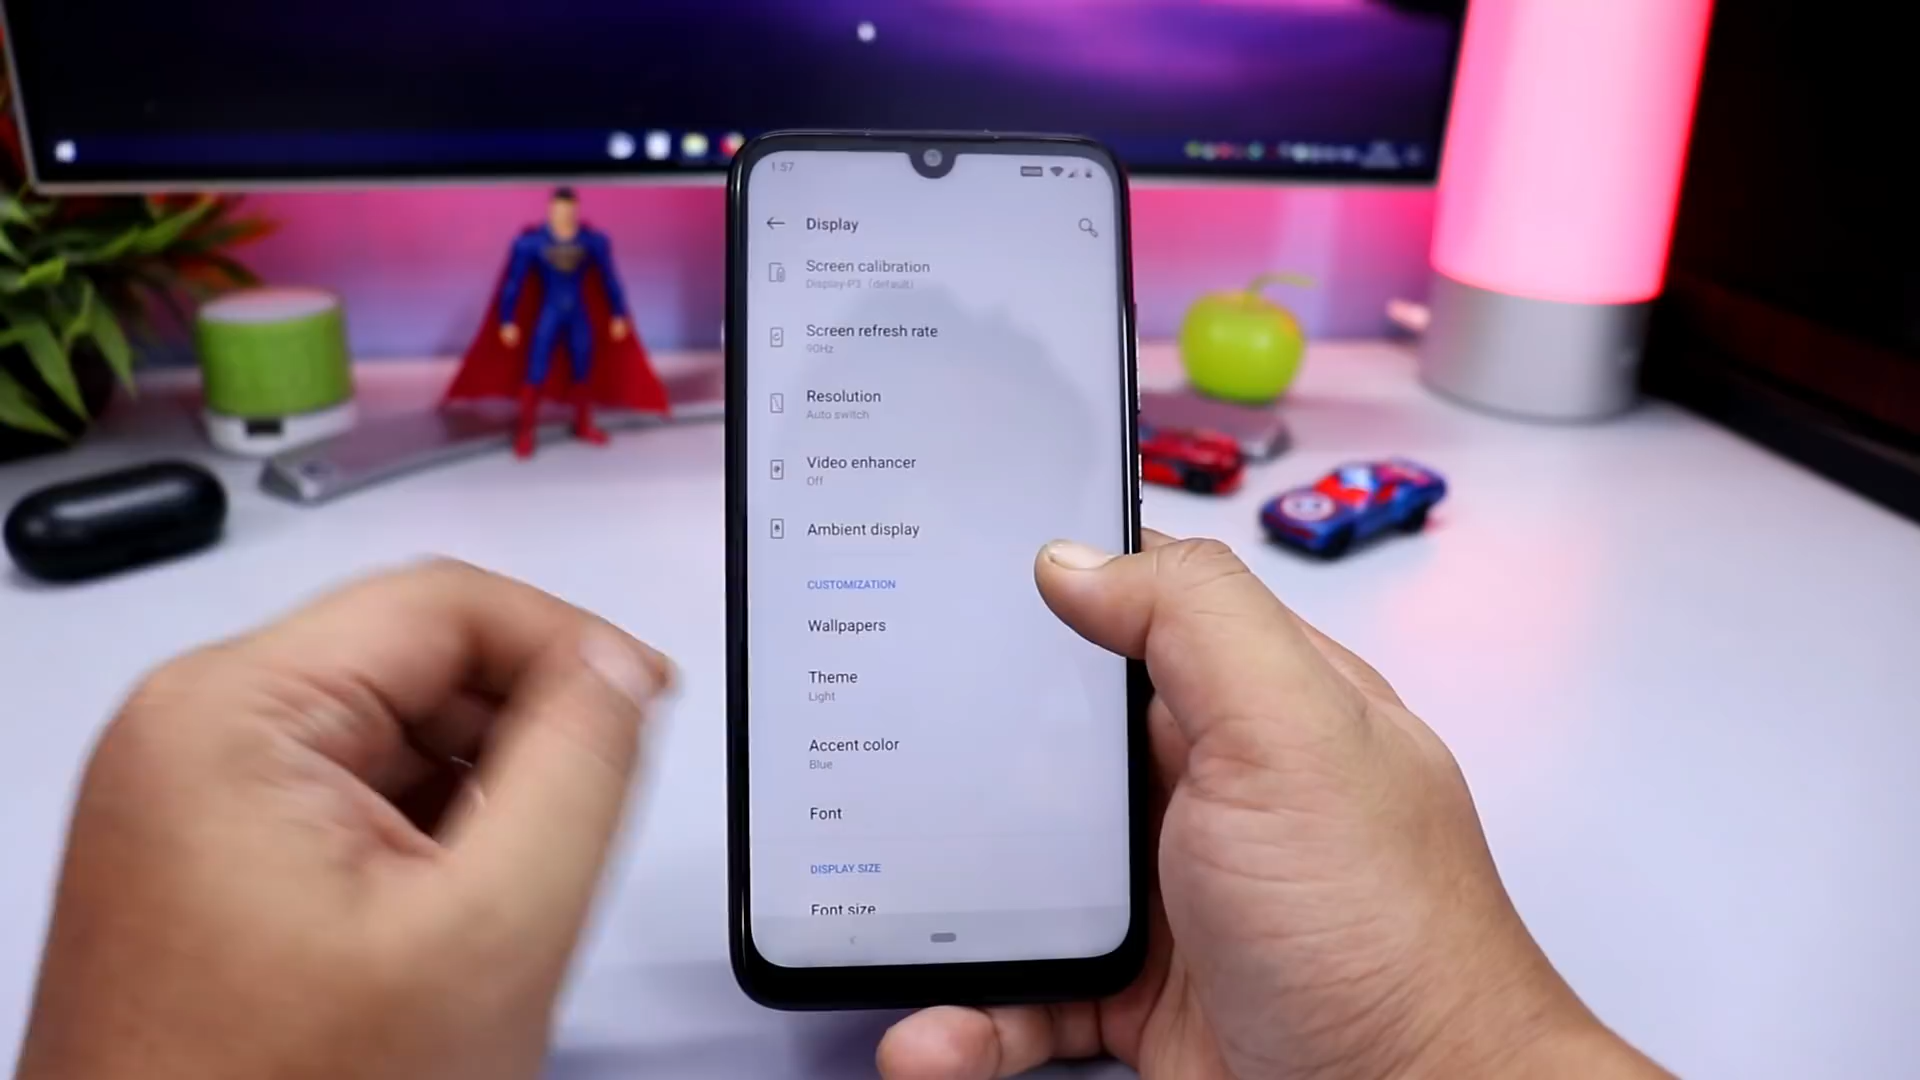 1:57
Display
Screen calibration
Display-P3 (default)
Screen refresh rate
90Hz
Resolution
Auto switch
Video enhancer
Off
Ambient display
CUSTOMIZATION
Wallpapers
Theme
Light
Accent color
Blue
Font
DISPLAY SIZE
Font size